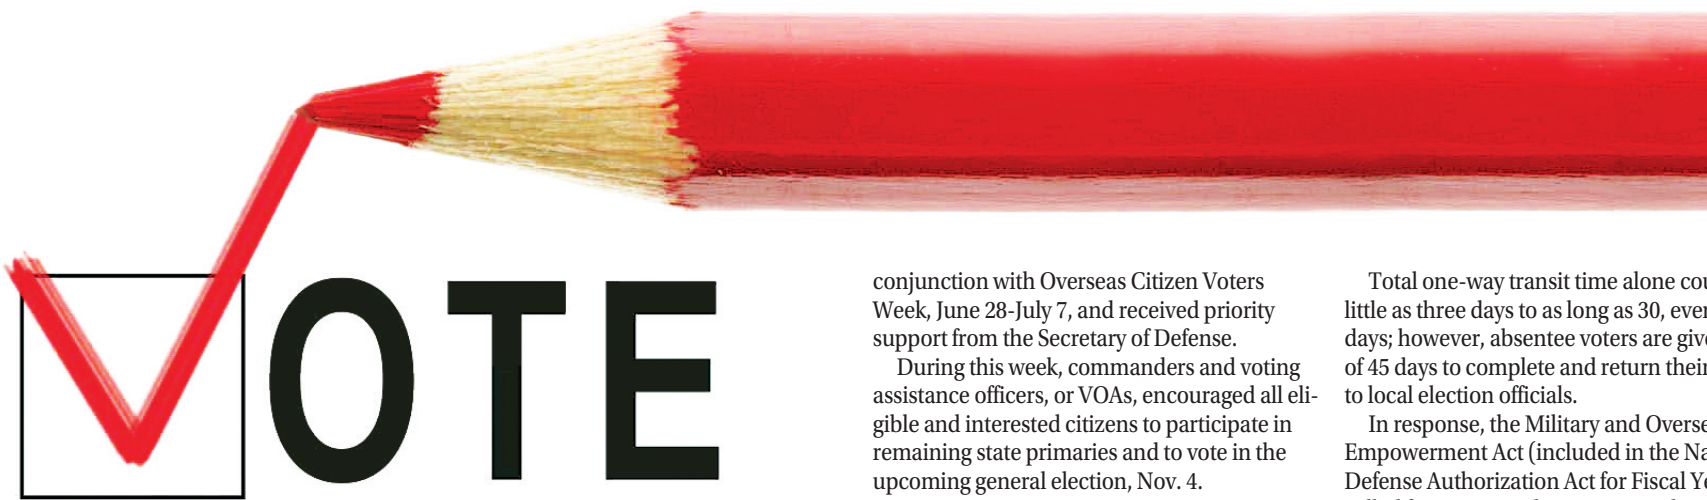 VOTE
conjunction with Overseas Citizen Voters
Week, June 28-July 7, and received priority
support from the Secretary of Defense.
During this week, commanders and voting
assistance officers, or VOAs, encouraged all eli-
gible and interested citizens to participate in
remaining state primaries and to vote in the
upcoming general election, Nov. 4.
Total one-way transit time alone
little as three days to as long as 30,
days; however, absentee voters are
of 45 days to complete and return their
to local election officials.
In response, the Military and
Empowerment Act (included in the
Defense Authorization Act for Fiscal